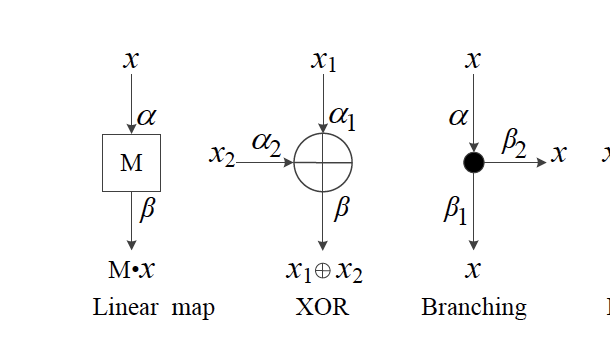 x x₁ x
α α₁ α
M x₂ α₂ β₂ x
β β β₁
M•x x₁⊕x₂ x
Linear map XOR Branching